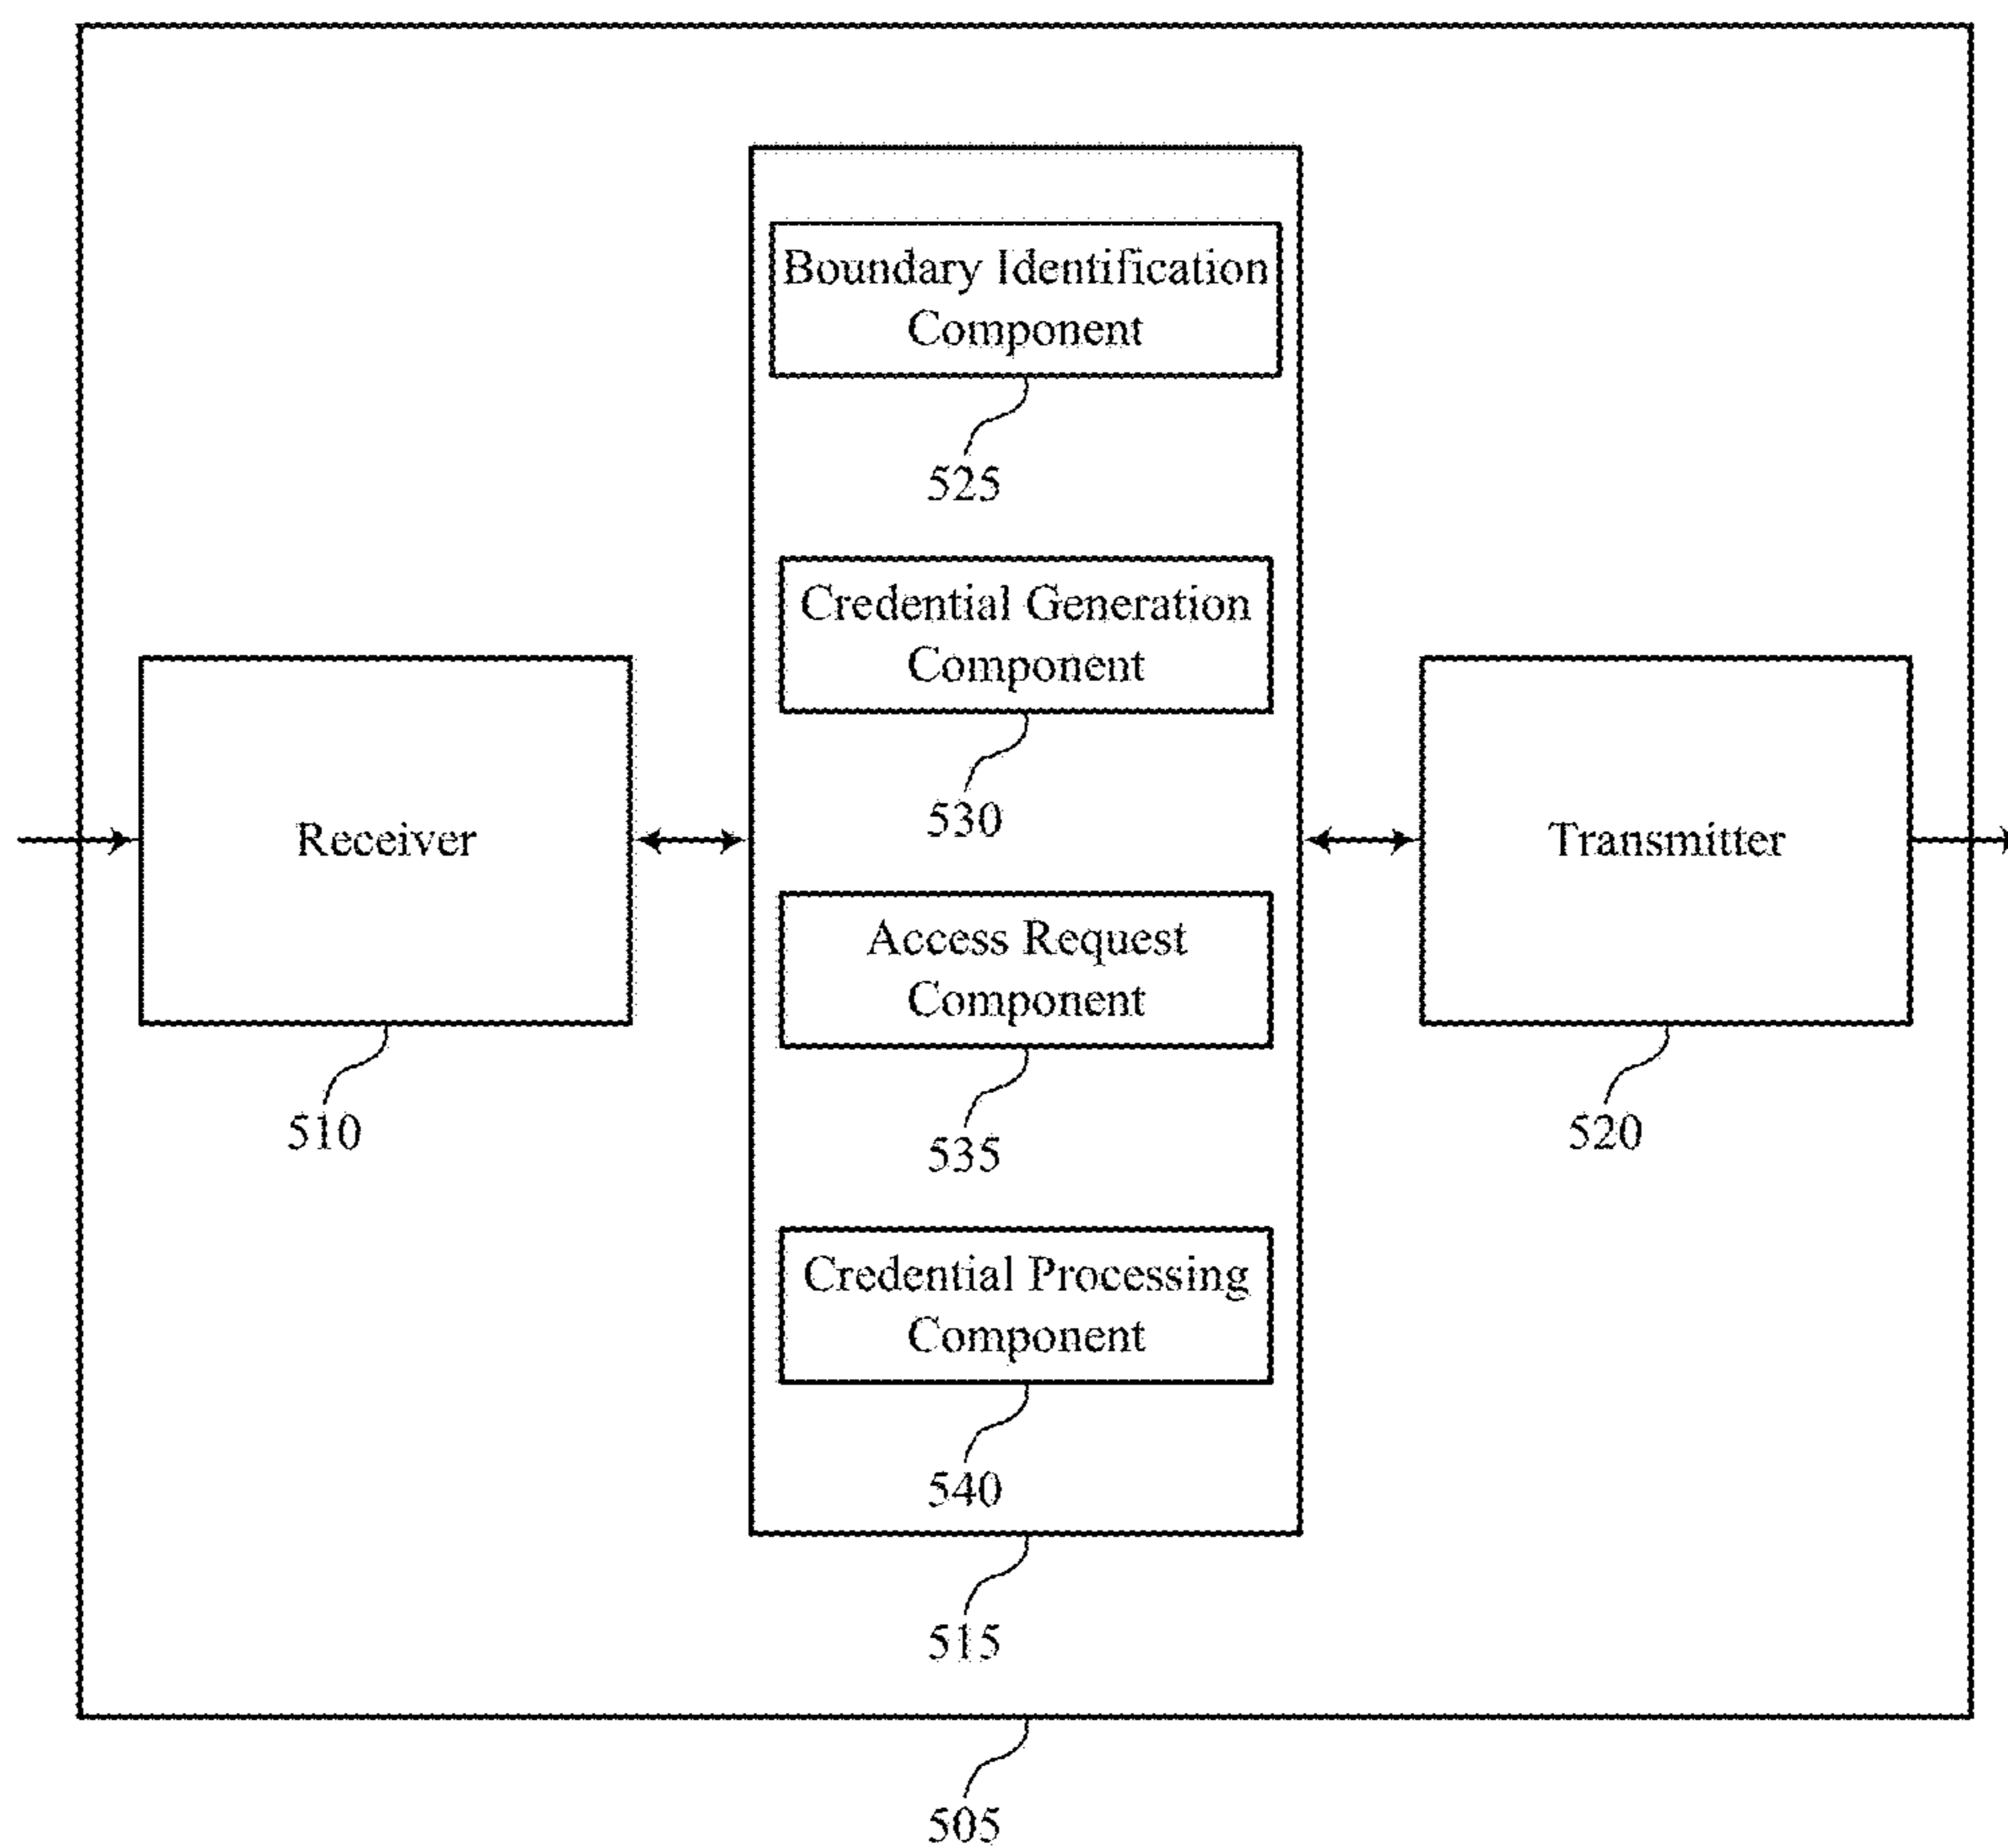 Boundary Identification
Component
525
Credential Generation
Component
530
Receiver
510
Access Request
Component
535
Transmitter
520
Credential Processing
Component
540
515
505